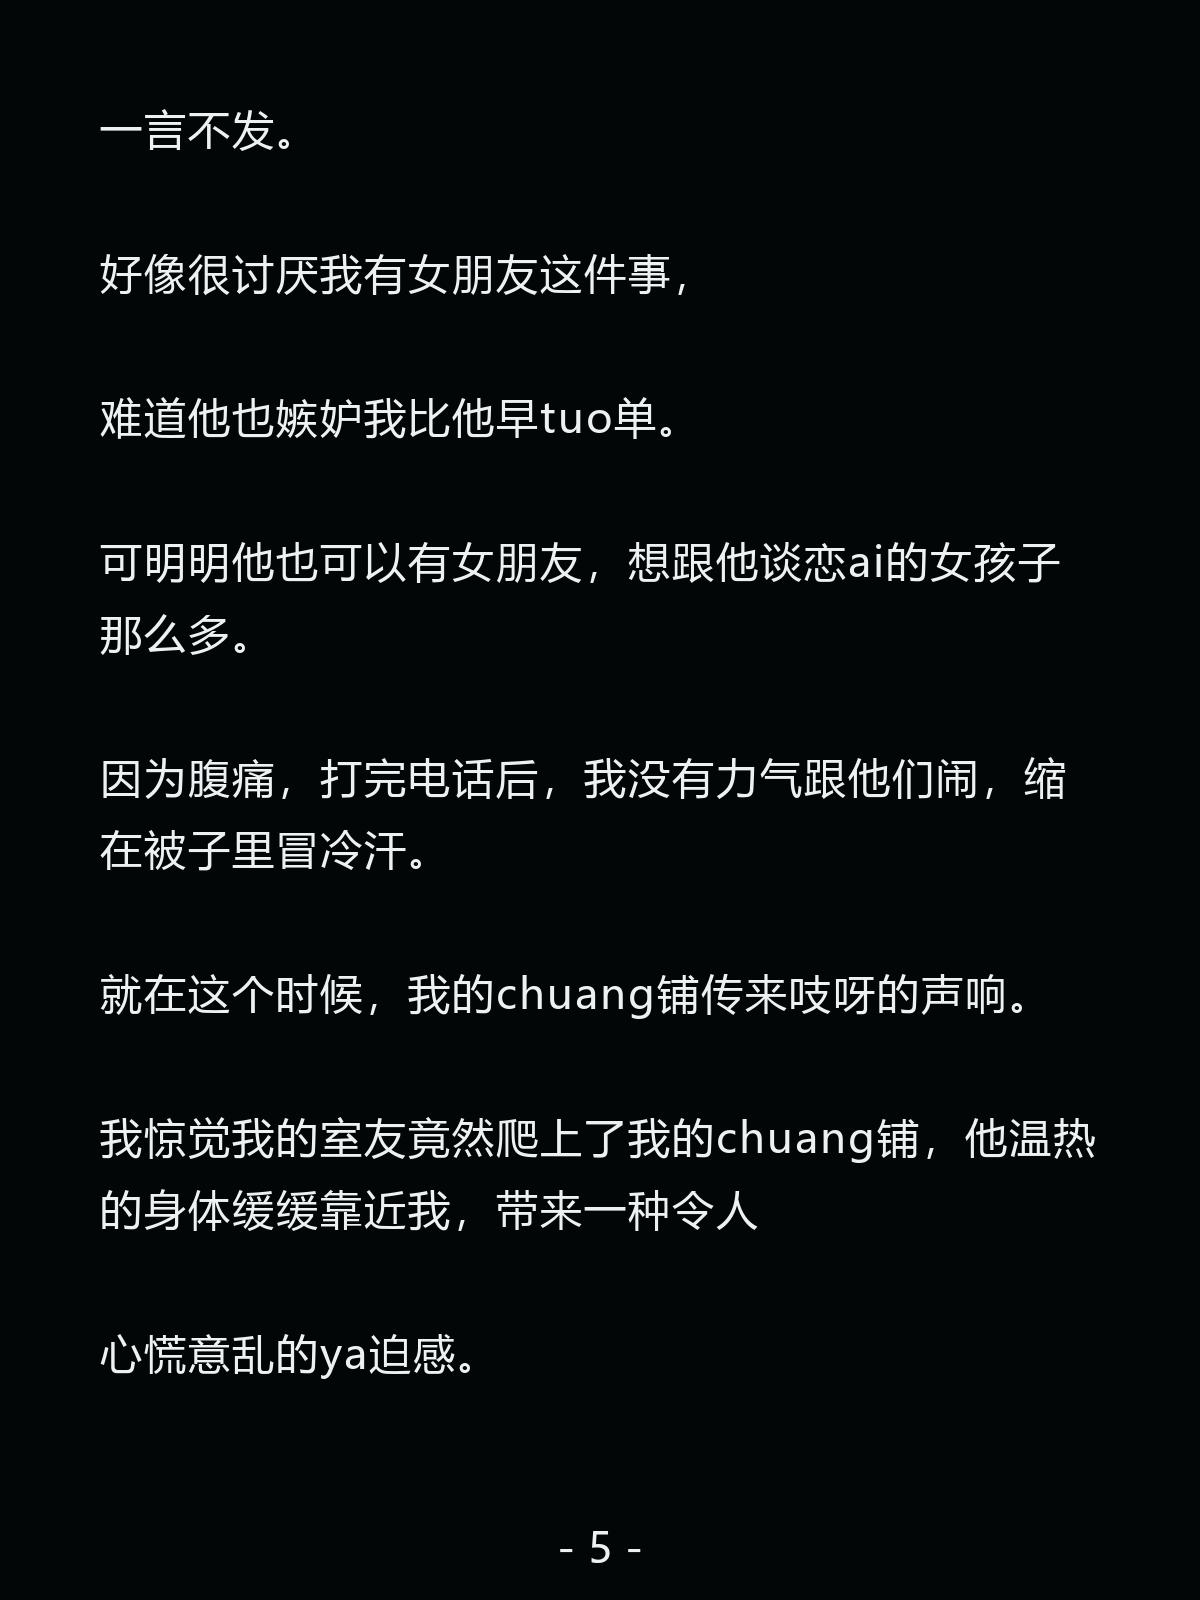 一言不发。
好像很讨厌我有女朋友这件事，
难道他也嫉妒我比他早tuo单。
可明明他也可以有女朋友，想跟他谈恋ai的女孩子
那么多。
因为腹痛，打完电话后，我没有力气跟他们闹，缩
在被子里冒冷汗。
就在这个时候，我的chuang铺传来吱呀的声响。
我惊觉我的室友竟然爬上了我的chuang铺，他温热
的身体缓缓靠近我，带来一种令人
心慌意乱的ya迫感。
- 5 -